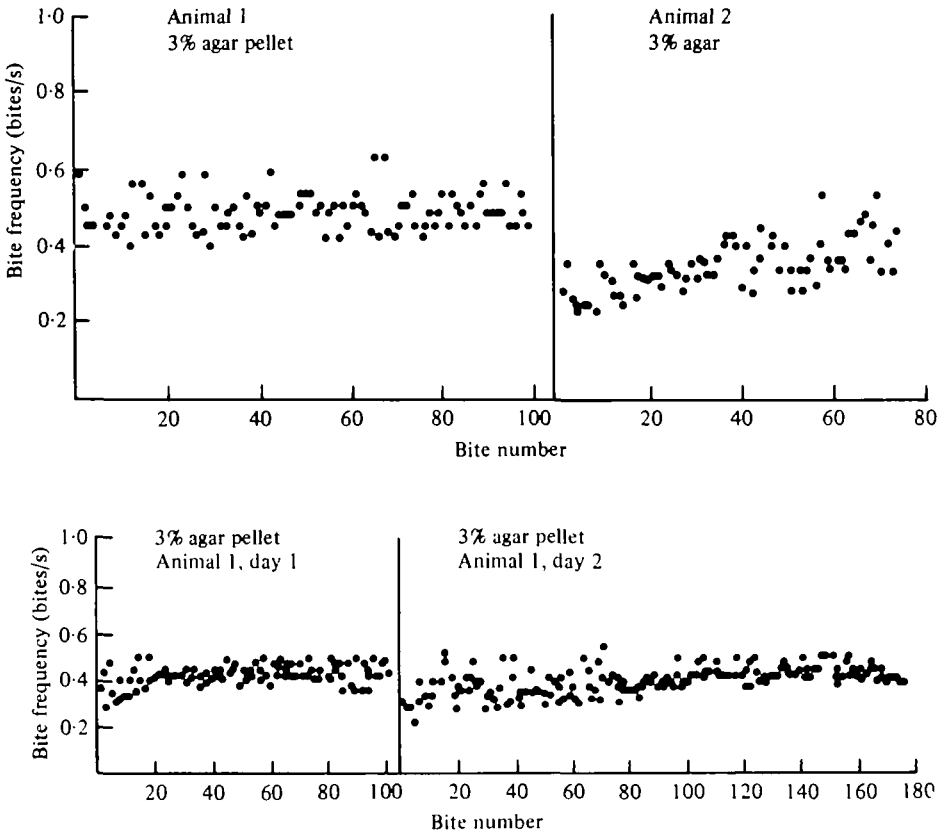 Animal 1
3% agar pellet
Animal 2
3% agar
Bite frequency (bites/s)
1·0
0·8
0·6
0·4
0·2
20 40 60 80 100 20 40 60 80
Bite number
3% agar pellet
Animal 1, day 1
3% agar pellet
Animal 1, day 2
Bite frequency (bites/s)
1·0
0·8
0·6
0·4
0·2
20 40 60 80 100 20 40 60 80 100 120 140 160 180
Bite number